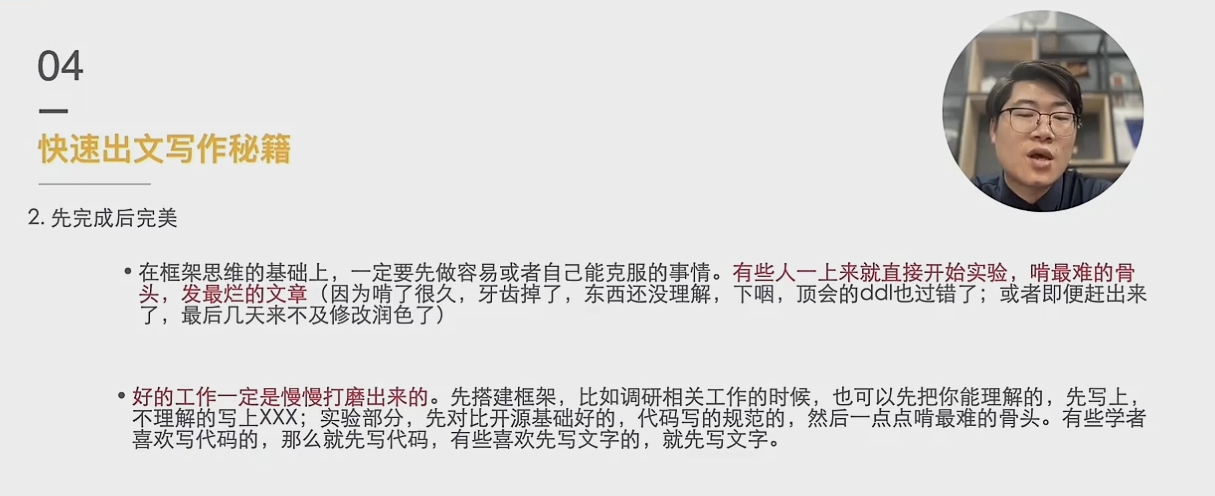 04
快速出文写作秘籍
2. 先完成后完美
• 在框架思维的基础上，一定要先做容易或者自己能克服的事情。有些人一上来就直接开始实验，啃最难的骨
头，发最烂的文章（因为啃了很久，牙齿掉了，东西还没理解，下咽，顶会的ddl也过错了；或者即便赶出来
了，最后几天来不及修改润色了）
• 好的工作一定是慢慢打磨出来的。先搭建框架，比如调研相关工作的时候，也可以先把你能理解的，先写上，
不理解的写上XXX；实验部分，先对比开源基础好的，代码写的规范的，然后一点点啃最难的骨头。有些学者
喜欢写代码的，那么就先写代码，有些喜欢先写文字的，就先写文字。